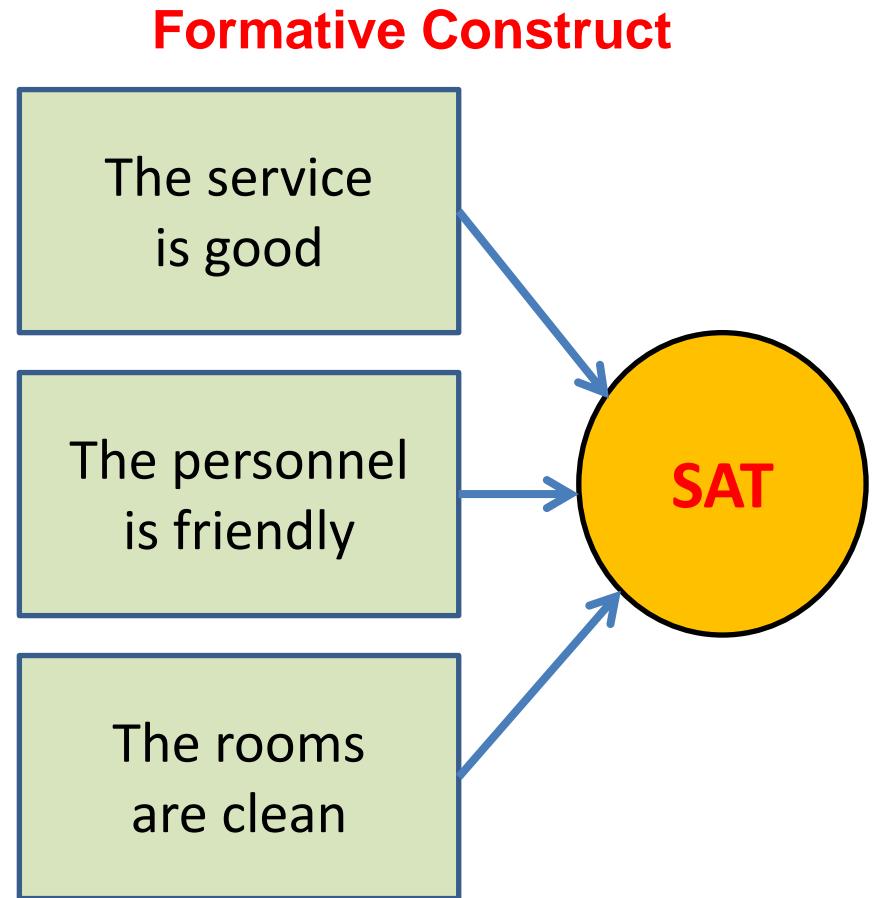 Formative Construct
The service
is good
The personnel
is friendly
SAT
The rooms
are clean